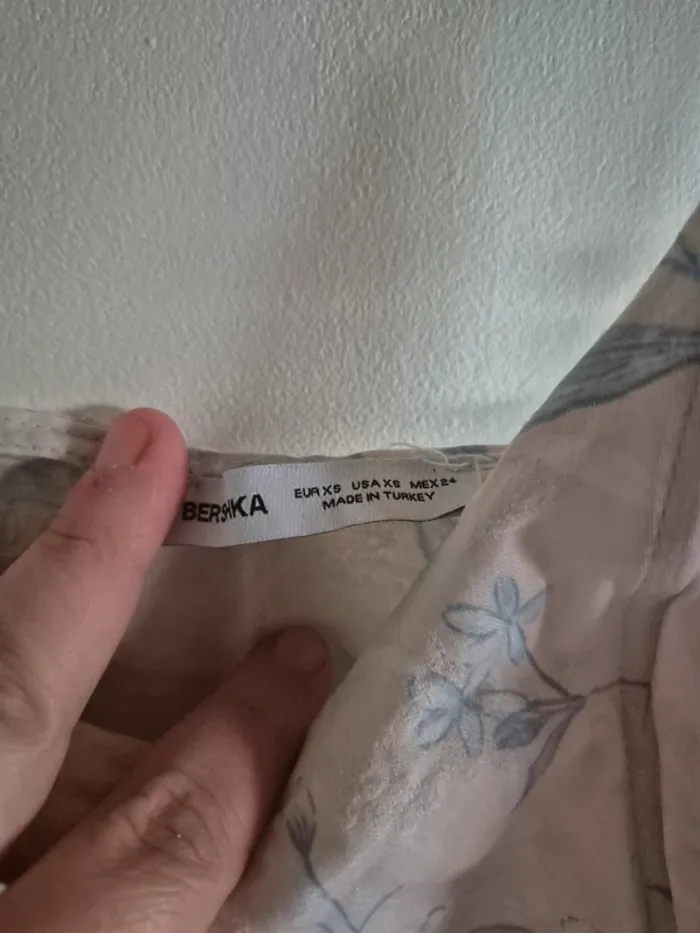 BERSHKA
EUR XS USA XS MEX 24
MADE IN TURKEY